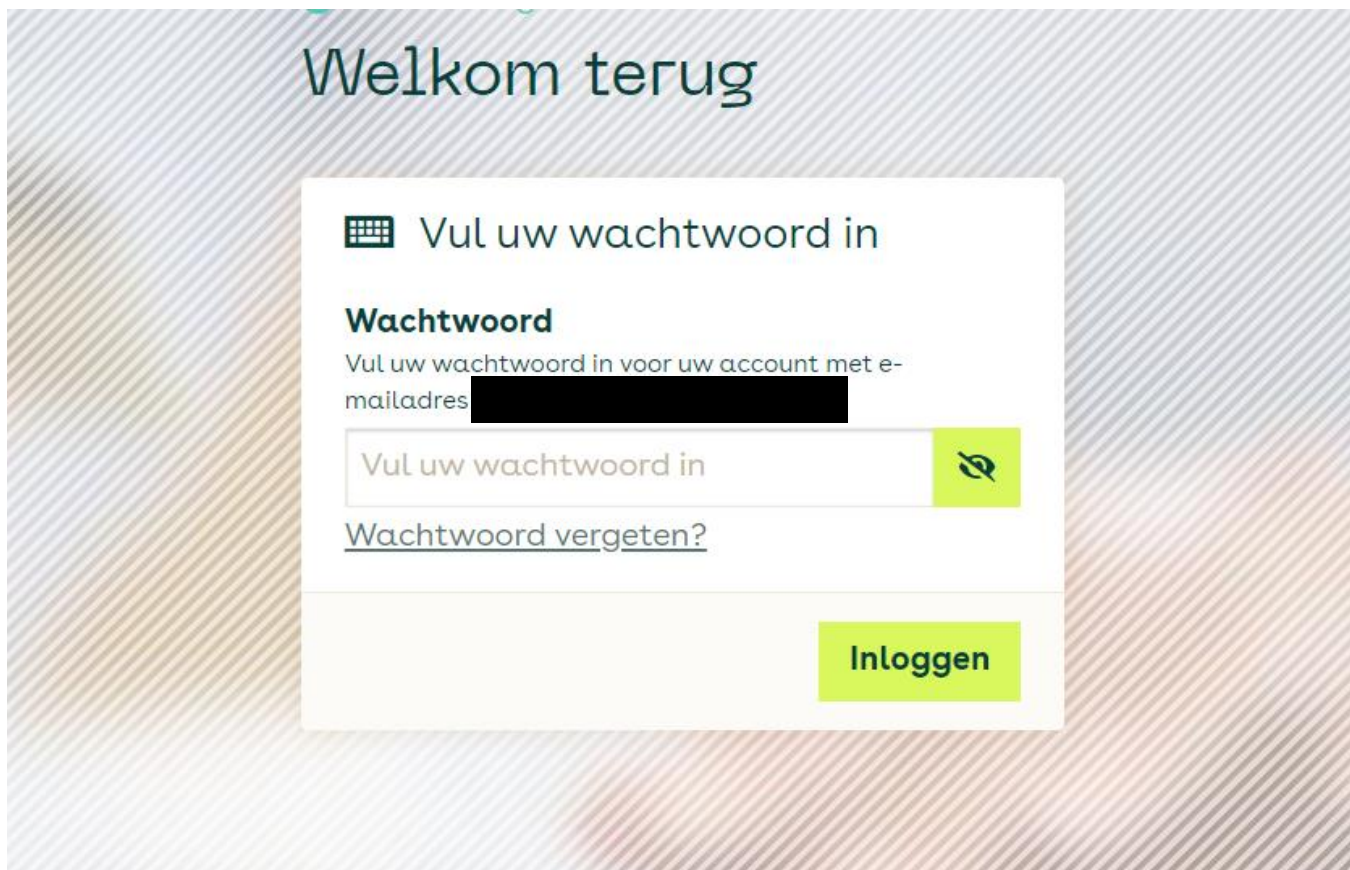 Welkom terug
Vul uw wachtwoord in
Wachtwoord
Vul uw wachtwoord in voor uw account met e-
mailadres
Vul uw wachtwoord in
Wachtwoord vergeten?
Inloggen